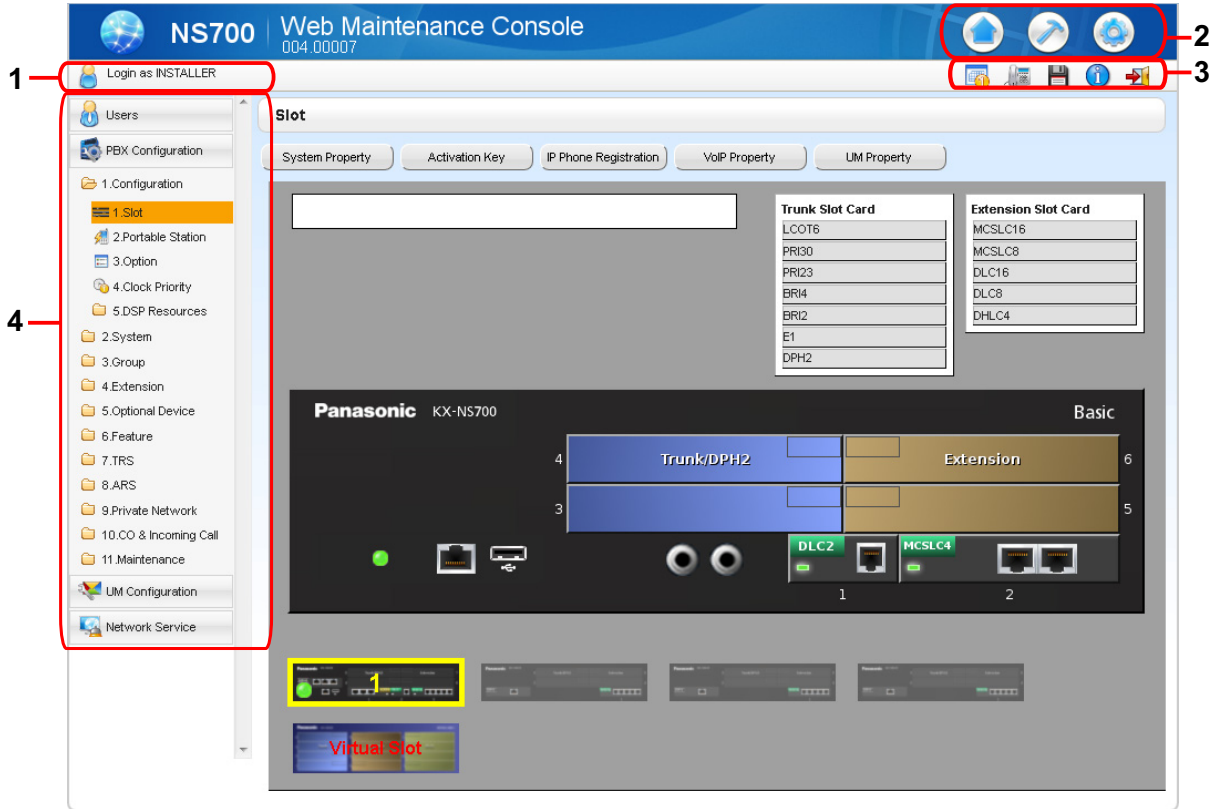 NS700
Web Maintenance Console
004.00007
2
1
Login as INSTALLER
3
Users
PBX Configuration
1.Configuration
1.Slot
2.Portable Station
3.Option
4.Clock Priority
5.DSP Resources
4
2.System
3.Group
4.Extension
5.Optional Device
6.Feature
7.TRS
8.ARS
9.Private Network
10.CO & Incoming Call
11.Maintenance
UM Configuration
Network Service
Slot
System Property
Activation Key
IP Phone Registration
VoIP Property
UM Property
Trunk Slot Card
LCOT6
PRI30
PRI23
BRI4
BRI2
E1
DPH2
Extension Slot Card
MCSLC16
MCSLC8
DLC16
DLC8
DHLC4
Panasonic KX-NS700
Basic
4
Trunk/DPH2
Extension
6
3
5
DLC2
MCSLC4
1
2
1
Virtual Slot